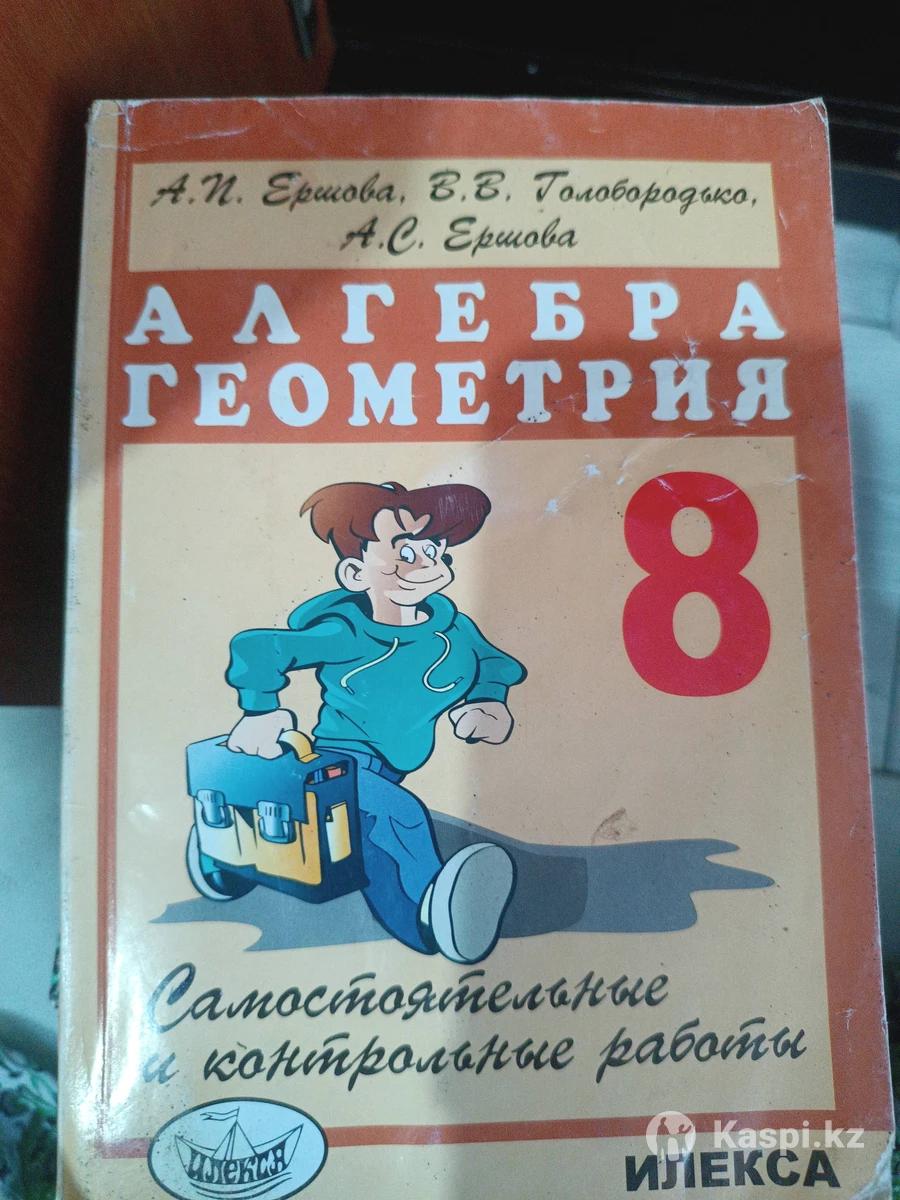 А.П. Ершова, В.В. Голобородько,
А.С. Ершова
АЛГЕБРА
ГЕОМЕТРИЯ
8
Самостоятельные
и контрольные работы
ИЛЕКСА
ИЛЕКСА
Kaspi.kz